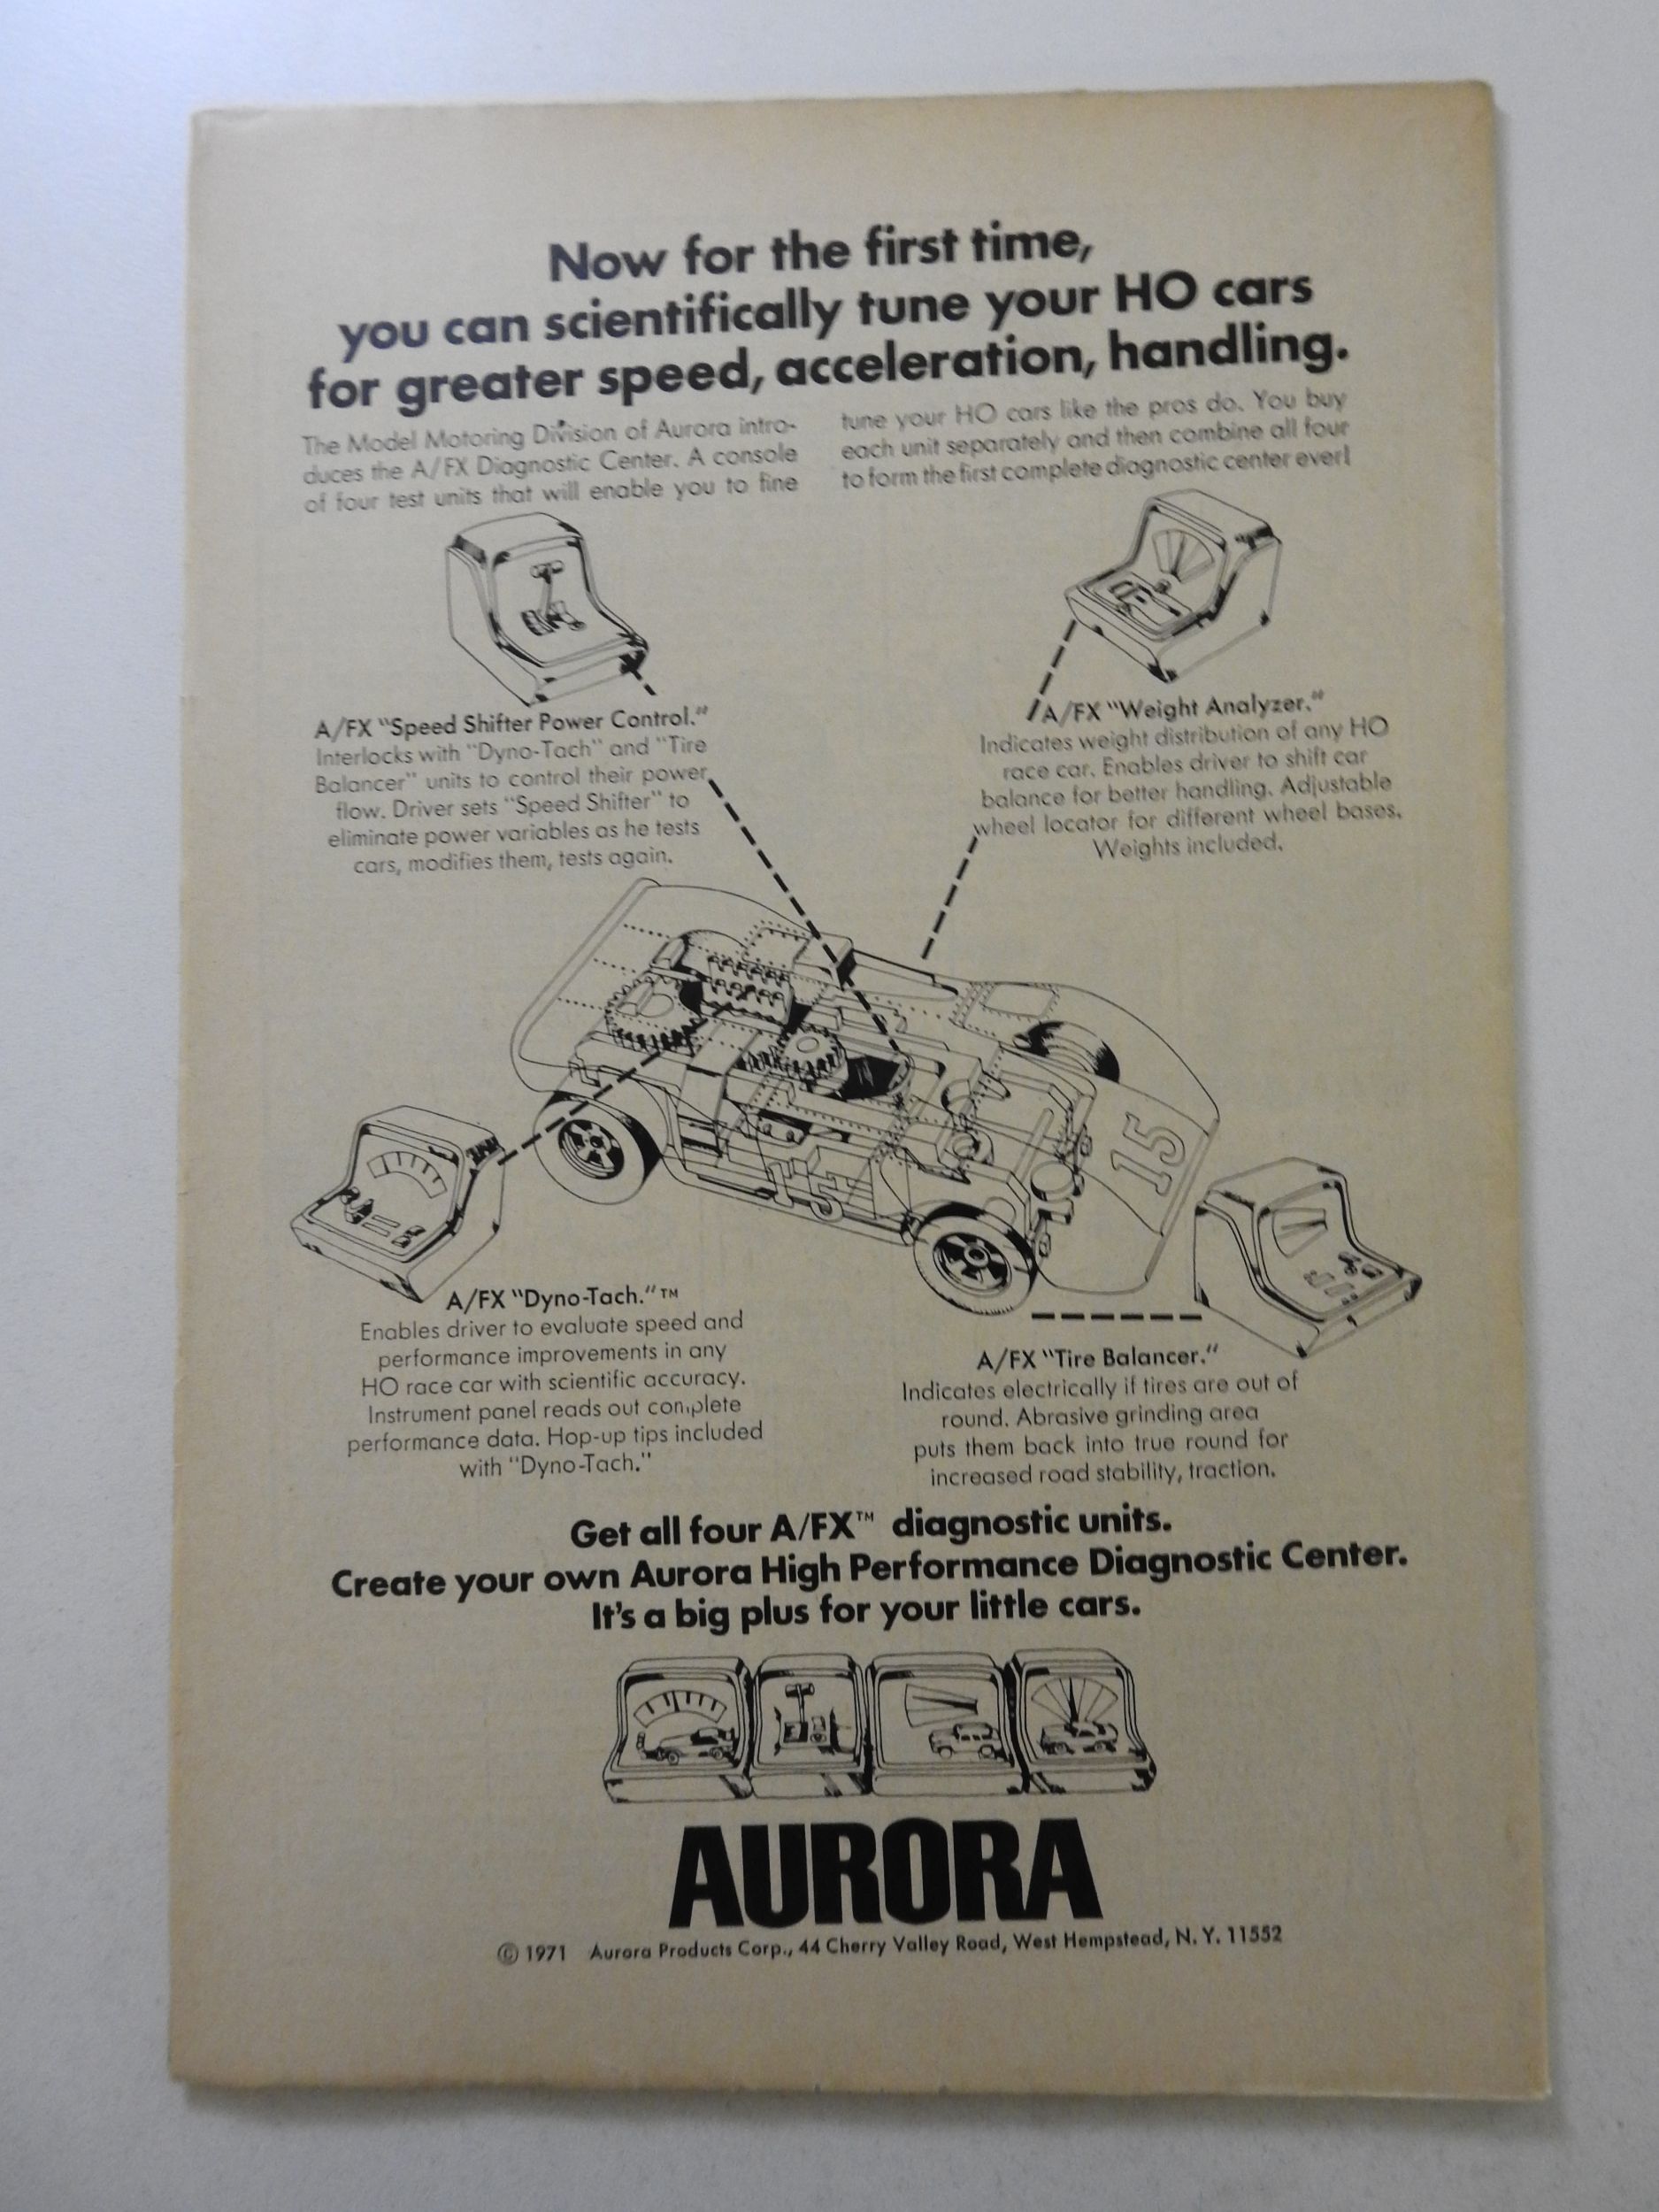 Now for the first time,
you can scientifically tune your HO cars
for greater speed, acceleration, handling.
The Model Motoring Division of Aurora intro-
duces the A/FX Diagnostic Center. A console
of four test units that will enable you to fine
tune your HO cars like the pros do. You buy
each unit separately and then combine all four
to form the first complete diagnostic center ever!
A/FX "Speed Shifter Power Control."
Interlocks with "Dyno-Tach" and "Tire
Balancer" units to control their power
flow. Driver sets "Speed Shifter" to
eliminate power variables as he tests
cars, modifies them, tests again.
A/FX "Weight Analyzer."
Indicates weight distribution of any HO
race car. Enables driver to shift car
balance for better handling. Adjustable
wheel locator for different wheel bases.
Weights included.
15
15
A/FX "Dyno-Tach."™
Enables driver to evaluate speed and
performance improvements in any
HO race car with scientific accuracy.
Instrument panel reads out complete
performance data. Hop-up tips included
with "Dyno-Tach."
A/FX "Tire Balancer."
Indicates electrically if tires are out of
round. Abrasive grinding area
puts them back into true round for
increased road stability, traction.
Get all four A/FX™ diagnostic units.
Create your own Aurora High Performance Diagnostic Center.
It's a big plus for your little cars.
AURORA
© 1971 Aurora Products Corp., 44 Cherry Valley Road, West Hempstead, N. Y. 11552